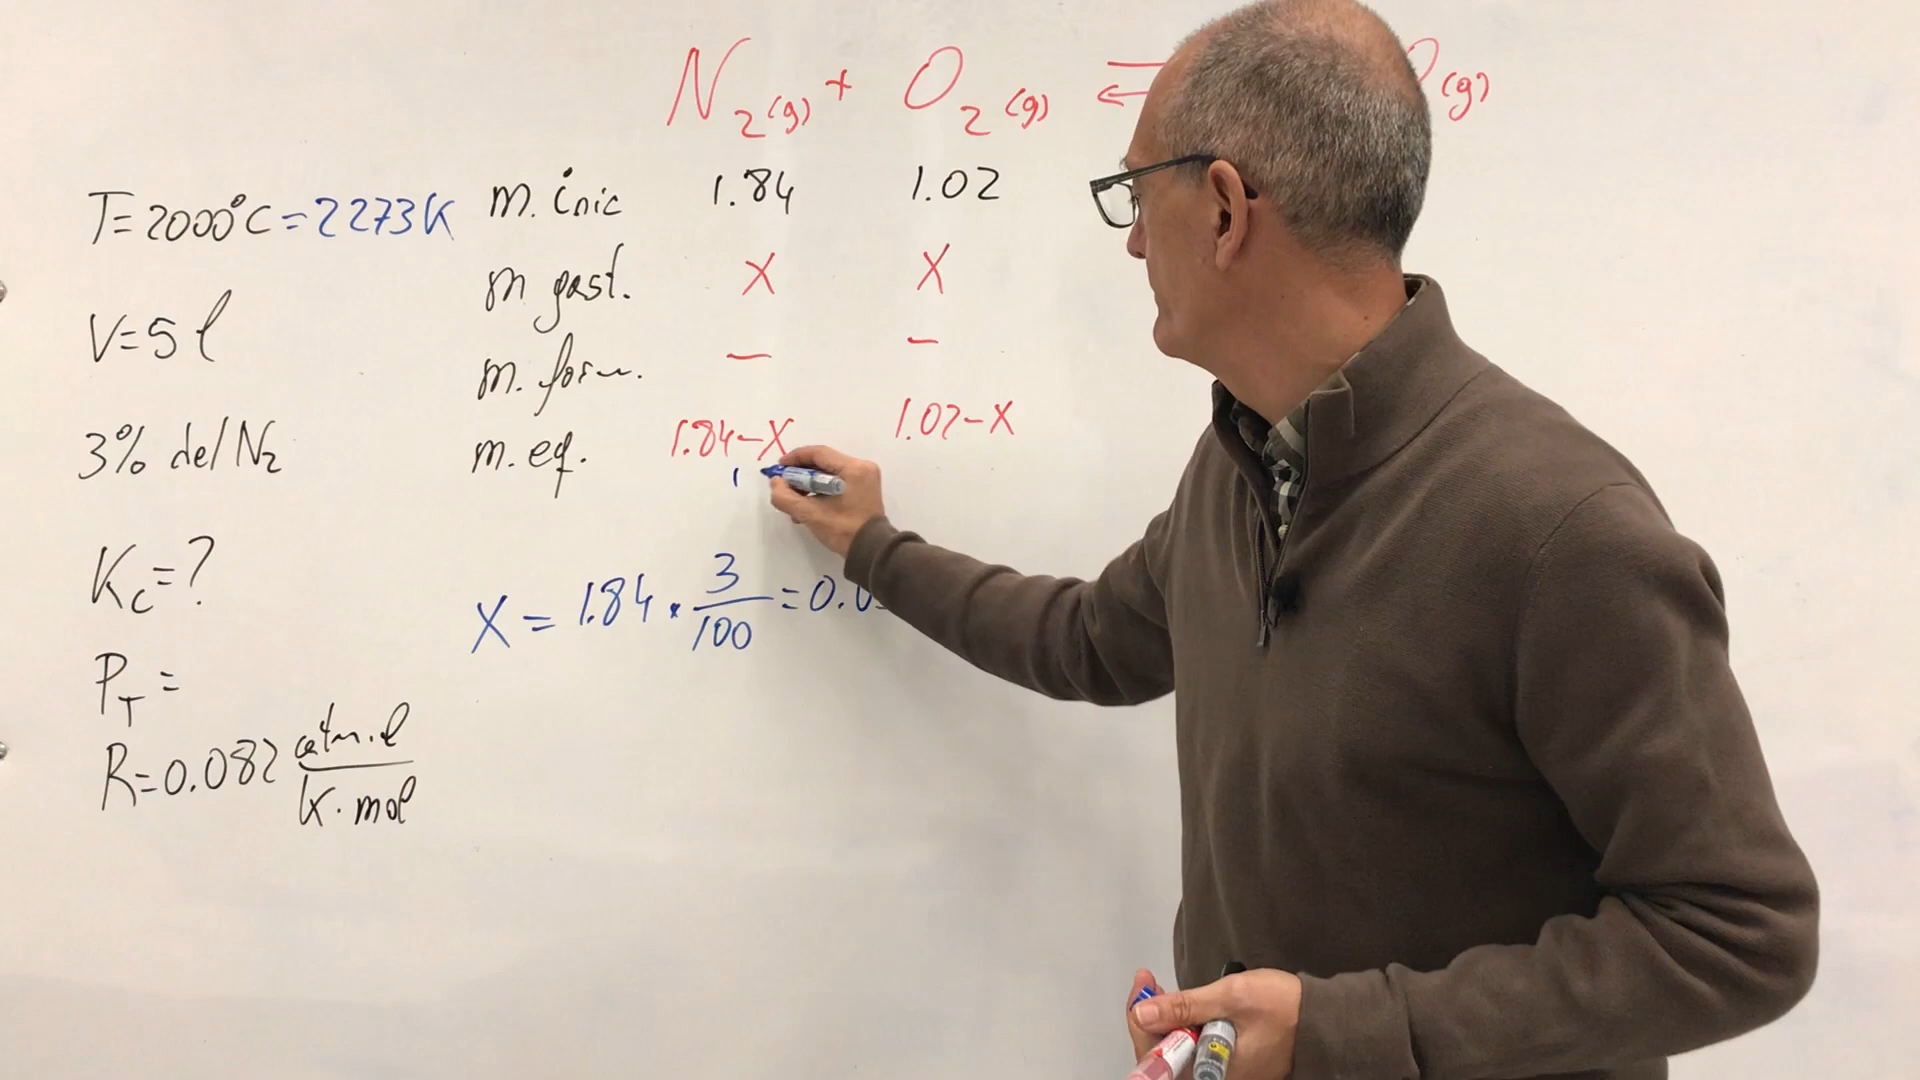 N2(g) + O2(g) ⇄ (g)
T=2000°C=2273K
m. inic 1.84 1.02
m gast. X X
V=5 l
m. form. — —
3% del N2
m. eq. 1.84-X 1.02-X
Kc=?
X = 1.84 · 3/100 = 0.0
PT =
R=0.082 atm.l/K.mol